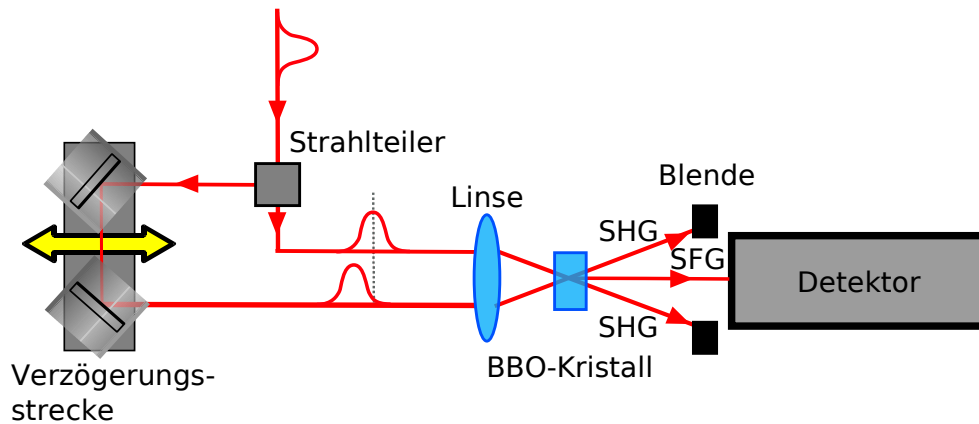 Strahlteiler
Linse
Blende
SHG
SFG
Detektor
SHG
BBO-Kristall
Verzögerungs-
strecke